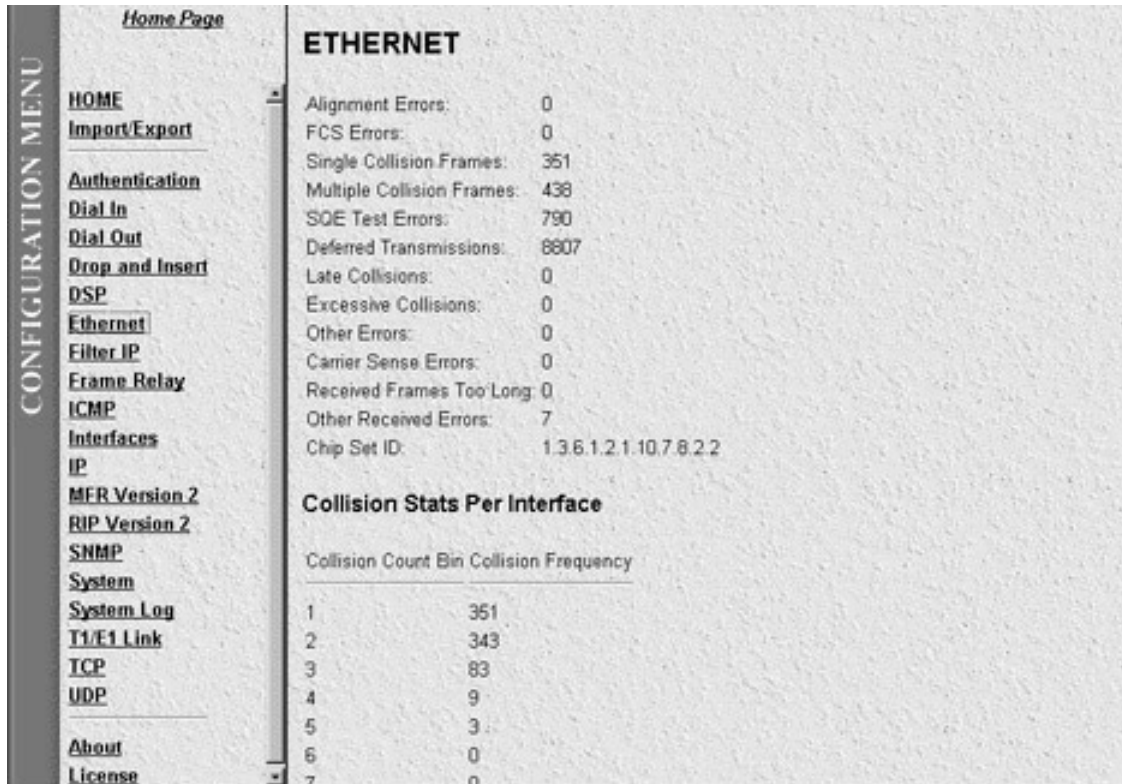 CONFIGURATION MENU
Home Page
HOME
Import/Export
Authentication
Dial In
Dial Out
Drop and Insert
DSP
Ethernet
Filter IP
Frame Relay
ICMP
Interfaces
IP
MFR Version 2
RIP Version 2
SNMP
System
System Log
T1/E1 Link
TCP
UDP
About
License
ETHERNET
Alignment Errors: 0
FCS Errors: 0
Single Collision Frames: 351
Multiple Collision Frames: 438
SQE Test Errors: 790
Deferred Transmissions: 8807
Late Collisions: 0
Excessive Collisions: 0
Other Errors: 0
Carrier Sense Errors: 0
Received Frames Too Long: 0
Other Received Errors: 7
Chip Set ID: 1.3.6.1.2.1.10.7.8.2.2
Collision Stats Per Interface
Collision Count Bin Collision Frequency
1 351
2 343
3 83
4 9
5 3
6 0
7 0